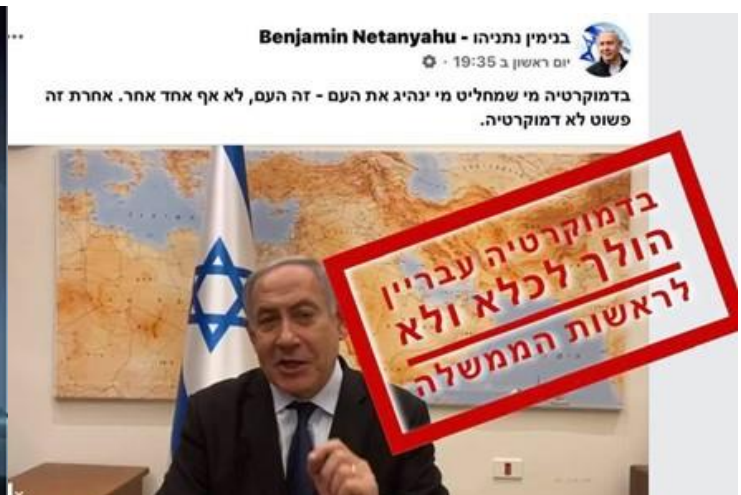 בנימין נתניהו - Benjamin Netanyahu
יום ראשון ב 19:35 ·
בדמוקרטיה מי שמחליט מי ינהיג את העם - זה העם, לא אף אחד אחר. אחרת זה
פשוט לא דמוקרטיה.
בדמוקרטיה עבריין
הולך לכלא ולא
לראשות הממשלה